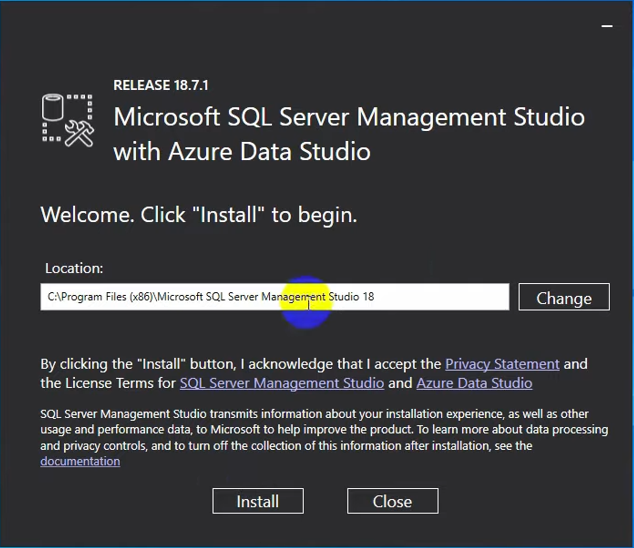 RELEASE 18.7.1
Microsoft SQL Server Management Studio
with Azure Data Studio
Welcome. Click "Install" to begin.
Location:
C:\Program Files (x86)\Microsoft SQL Server Management Studio 18
Change
By clicking the "Install" button, I acknowledge that I accept the Privacy Statement and
the License Terms for SQL Server Management Studio and Azure Data Studio
SQL Server Management Studio transmits information about your installation experience, as well as other
usage and performance data, to Microsoft to help improve the product. To learn more about data processing
and privacy controls, and to turn off the collection of this information after installation, see the
documentation
Install
Close